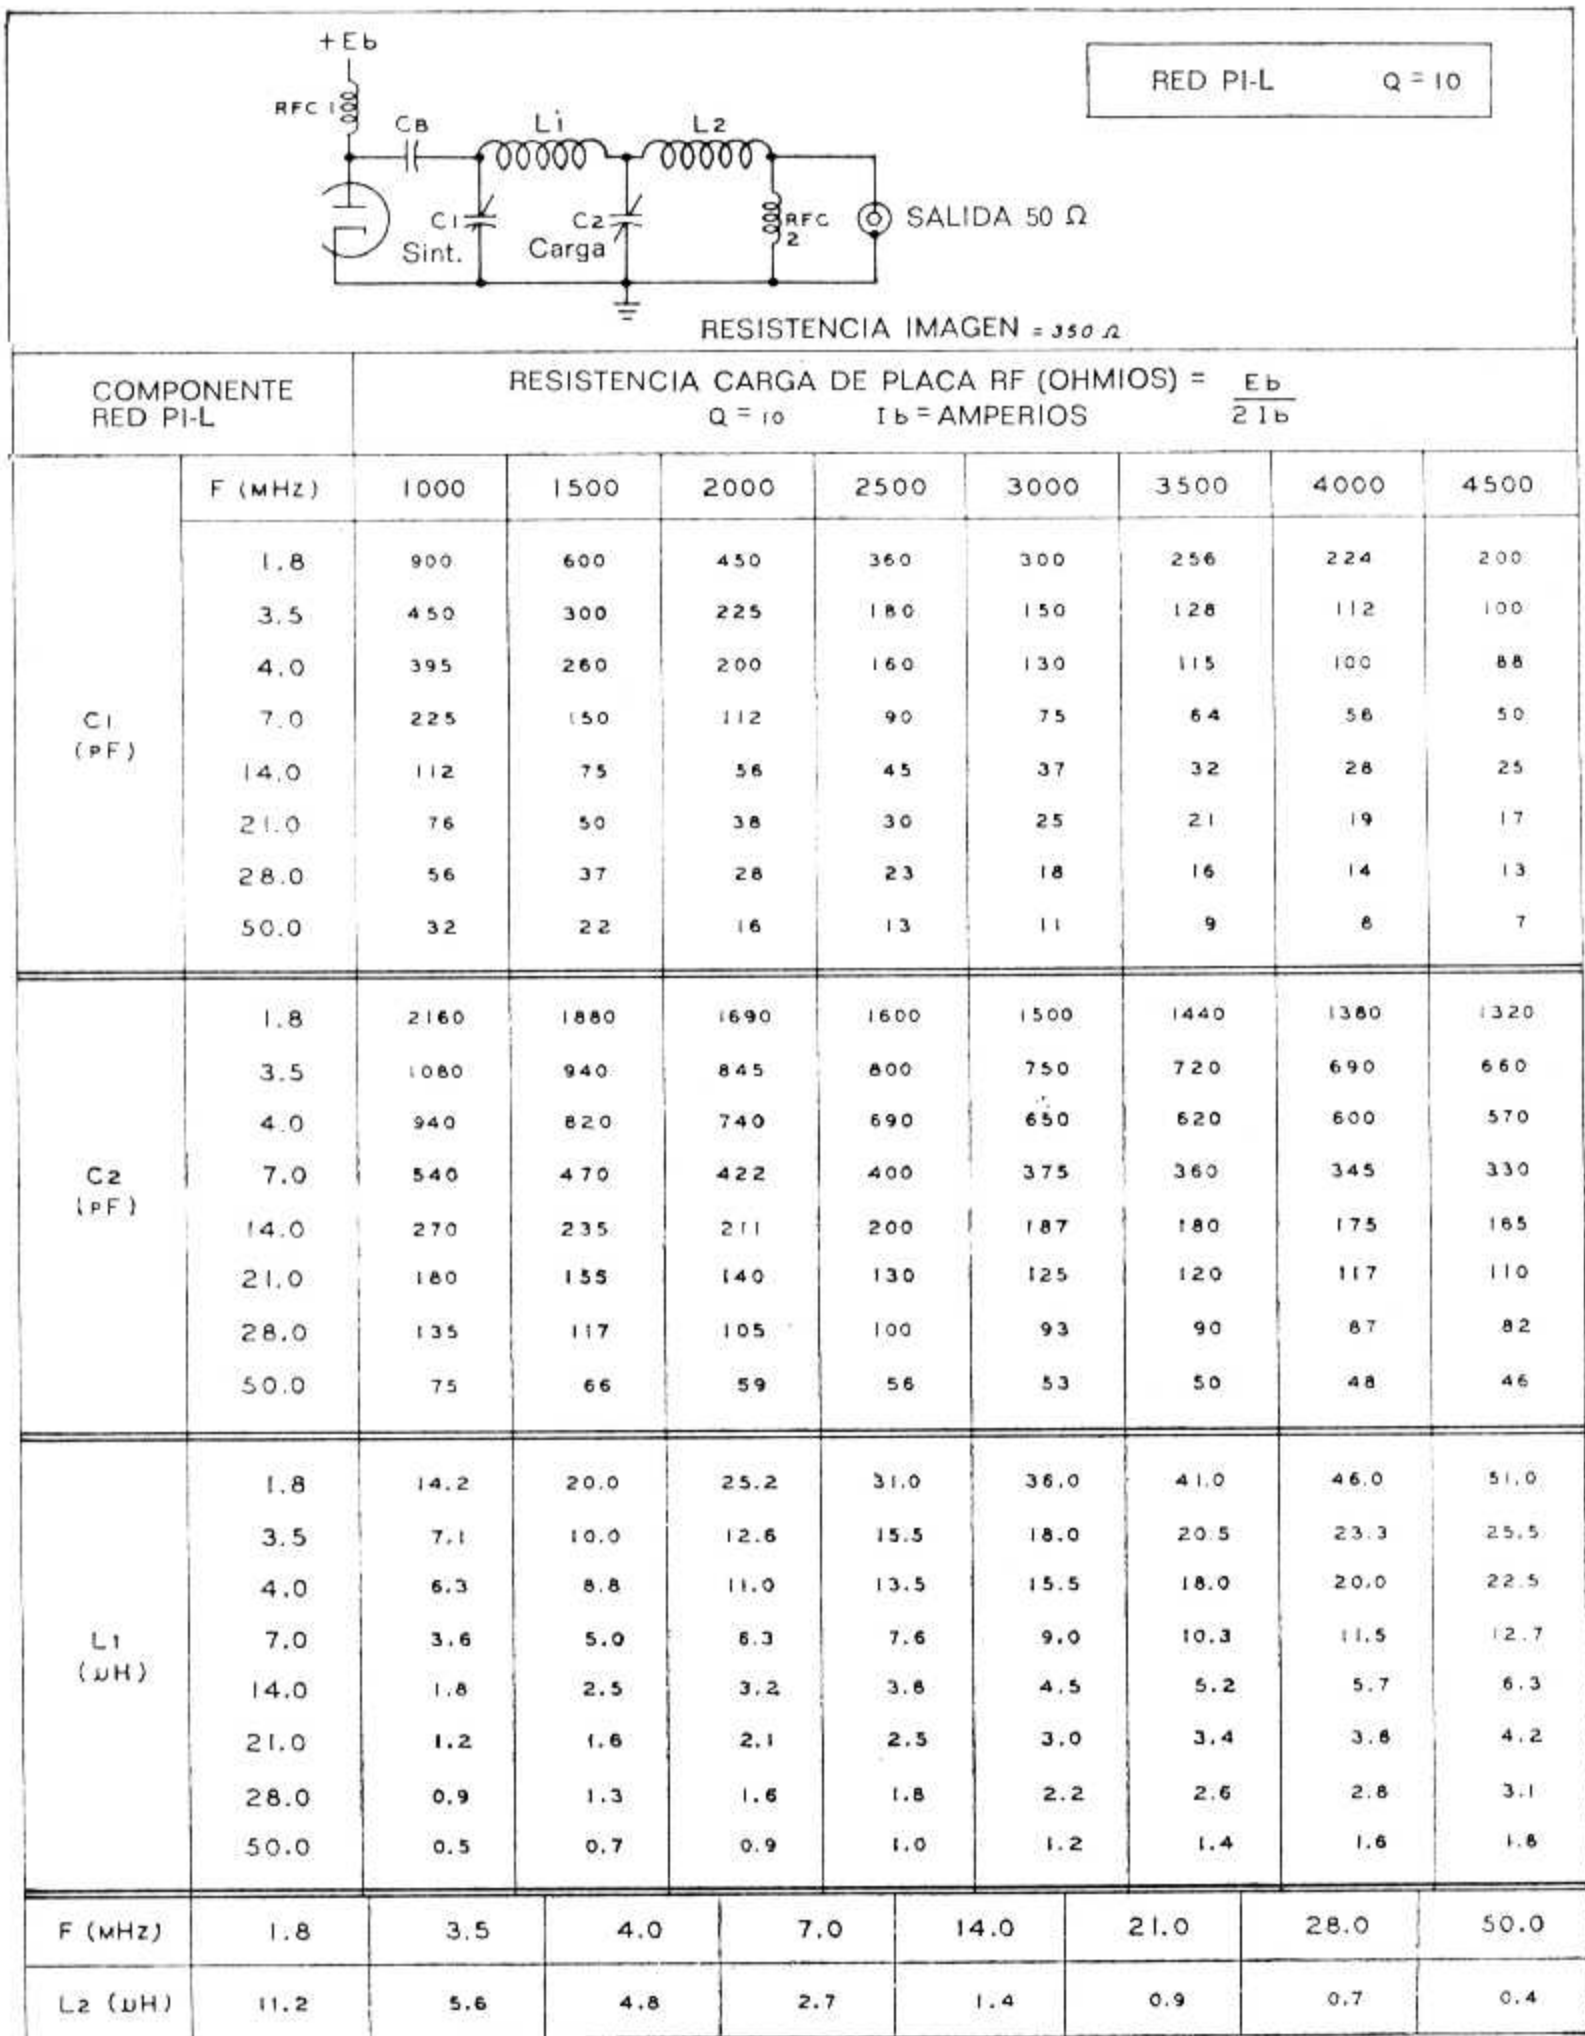 +Eb
RFC 1
CB
L1
L2
C1
Sint.
C2
Carga
RFC
2
SALIDA 50 Ω
RED PI-L Q = 10
RESISTENCIA IMAGEN = 350 Ω
COMPONENTE
RED PI-L
RESISTENCIA CARGA DE PLACA RF (OHMIOS) = Eb
2 Ib
Q = 10 Ib = AMPERIOS
F (MHZ) 1000 1500 2000 2500 3000 3500 4000 4500
C1
(PF)
1.8 900 600 450 360 300 256 224 200
3.5 450 300 225 180 150 128 112 100
4.0 395 260 200 160 130 115 100 88
7.0 225 150 112 90 75 64 56 50
14.0 112 75 56 45 37 32 28 25
21.0 76 50 38 30 25 21 19 17
28.0 56 37 28 23 18 16 14 13
50.0 32 22 16 13 11 9 8 7
C2
(PF)
1.8 2160 1880 1690 1600 1500 1440 1380 1320
3.5 1080 940 845 800 750 720 690 660
4.0 940 820 740 690 650 620 600 570
7.0 540 470 422 400 375 360 345 330
14.0 270 235 211 200 187 180 175 165
21.0 180 155 140 130 125 120 117 110
28.0 135 117 105 100 93 90 87 82
50.0 75 66 59 56 53 50 48 46
L1
(µH)
1.8 14.2 20.0 25.2 31.0 36.0 41.0 46.0 51.0
3.5 7.1 10.0 12.6 15.5 18.0 20.5 23.3 25.5
4.0 6.3 8.8 11.0 13.5 15.5 18.0 20.0 22.5
7.0 3.6 5.0 6.3 7.6 9.0 10.3 11.5 12.7
14.0 1.8 2.5 3.2 3.8 4.5 5.2 5.7 6.3
21.0 1.2 1.6 2.1 2.5 3.0 3.4 3.8 4.2
28.0 0.9 1.3 1.6 1.8 2.2 2.6 2.8 3.1
50.0 0.5 0.7 0.9 1.0 1.2 1.4 1.6 1.8
F (MHZ) 1.8 3.5 4.0 7.0 14.0 21.0 28.0 50.0
L2 (µH) 11.2 5.6 4.8 2.7 1.4 0.9 0.7 0.4